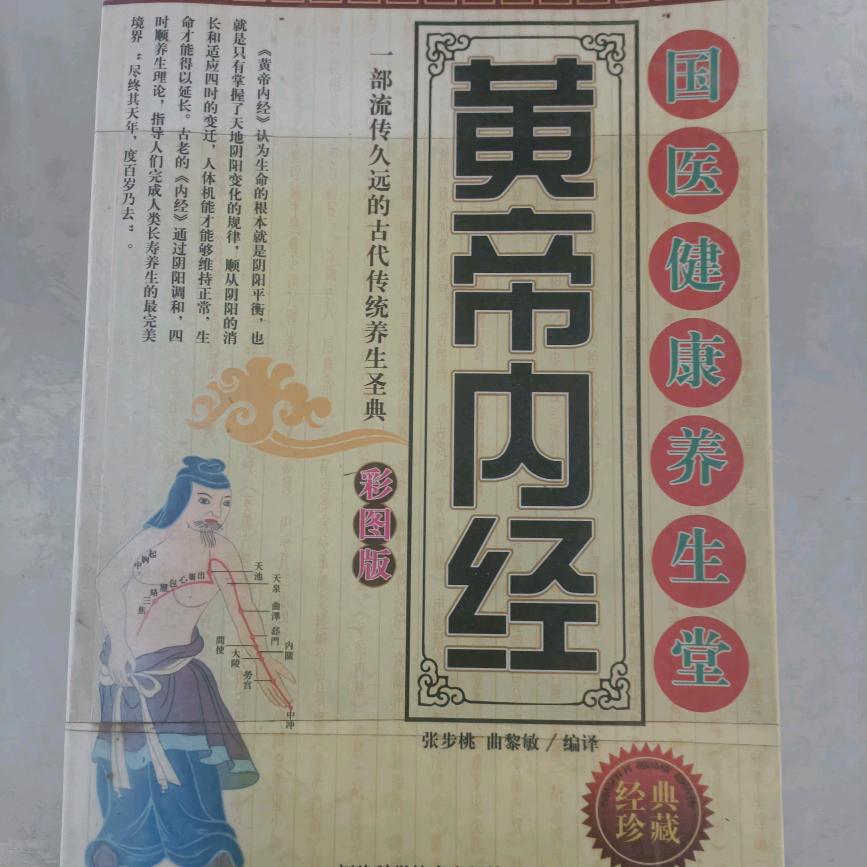 国医健康养生堂
黄帝内经
一部流传久远的古代传统养生圣典
彩图版
《黄帝内经》认为生命的根本就是阴阳平衡,也
就是只有掌握了天地阴阳变化的规律,顺从阴阳的消
长和适应四时的变迁,人体机能才能够维持正常,生
命才能得以延长。古老的《内经》通过阴阳调和,四
时顺养生理论,指导人们完成人类长寿养生的最完美
境界“尽终其天年,度百岁乃去”。
张步桃 曲黎敏/编译
经典
珍藏
天池
天泉
曲澤
郄門
内關
間使
大陵
勞宫
中冲
三焦